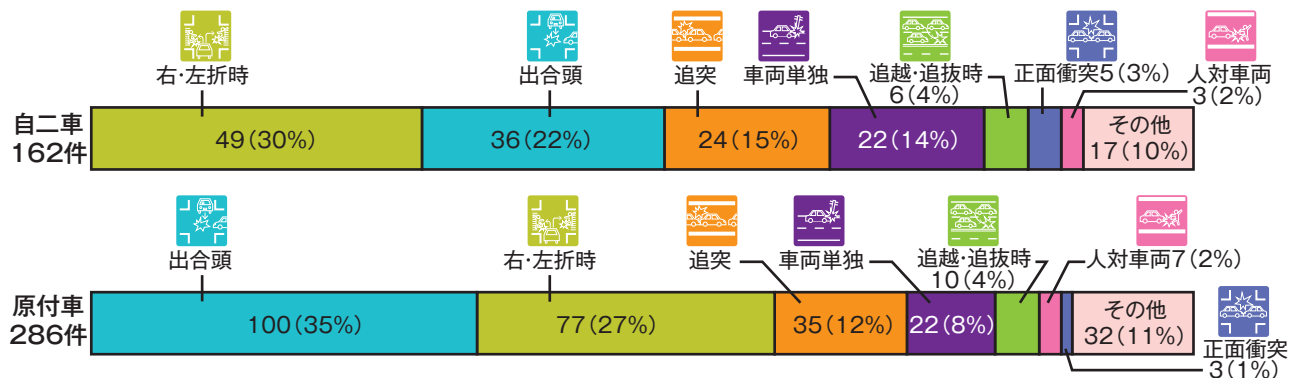 右・左折時
出合頭
追突
車両単独
追越・追抜時
6(4%)
正面衝突5(3%)
人対車両
3(2%)
自二車
162件
49(30%)
36(22%)
24(15%)
22(14%)
その他
17(10%)
出合頭
右・左折時
追突
車両単独
追越・追抜時
10(4%)
人対車両7(2%)
原付車
286件
100(35%)
77(27%)
35(12%)
22(8%)
その他
32(11%)
正面衝突
3(1%)